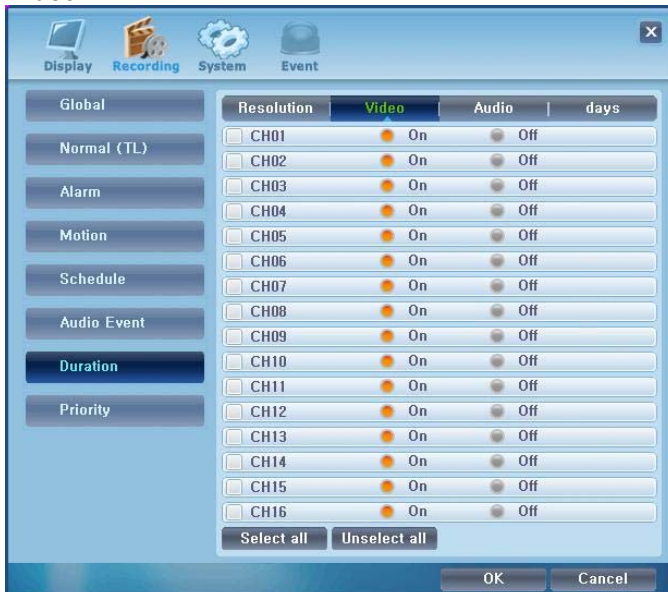 Display Recording System Event
Global
Normal (TL)
Alarm
Motion
Schedule
Audio Event
Duration
Priority
Resolution Video Audio days
CH01 On Off
CH02 On Off
CH03 On Off
CH04 On Off
CH05 On Off
CH06 On Off
CH07 On Off
CH08 On Off
CH09 On Off
CH10 On Off
CH11 On Off
CH12 On Off
CH13 On Off
CH14 On Off
CH15 On Off
CH16 On Off
Select all Unselect all
OK Cancel